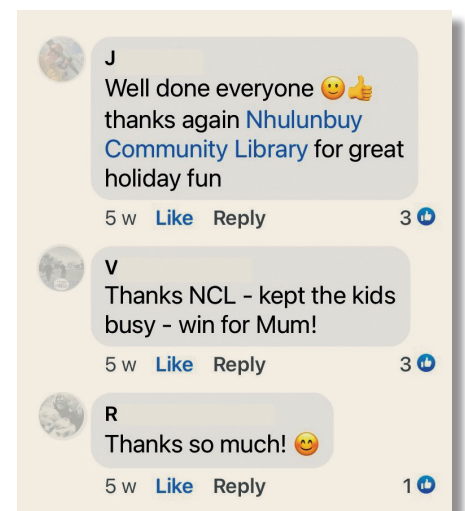 J
Well done everyone 🙂👍
thanks again Nhulunbuy
Community Library for great
holiday fun
5 w Like Reply 3
V
Thanks NCL - kept the kids
busy - win for Mum!
5 w Like Reply 3
R
Thanks so much! 😊
5 w Like Reply 1